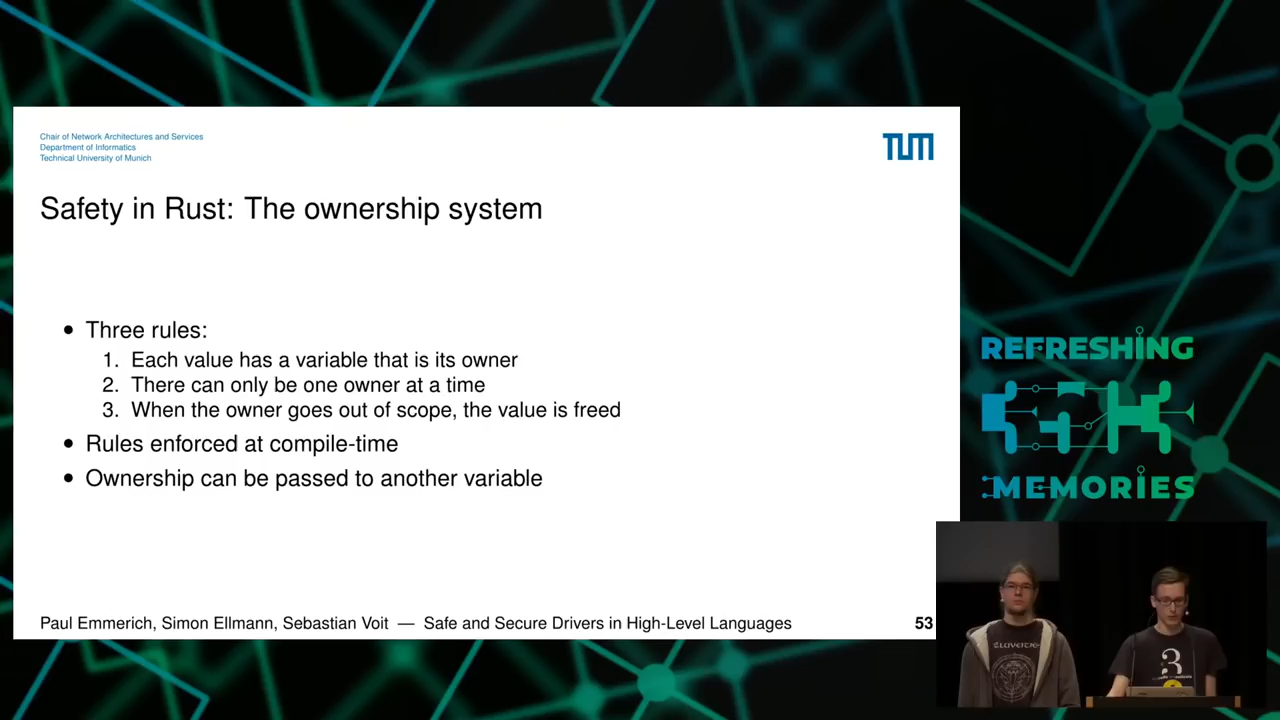 Chair of Network Architectures and Services
Department of Informatics
Technical University of Munich
TUM
Safety in Rust: The ownership system
• Three rules:
1. Each value has a variable that is its owner
2. There can only be one owner at a time
3. When the owner goes out of scope, the value is freed
• Rules enforced at compile-time
• Ownership can be passed to another variable
Paul Emmerich, Simon Ellmann, Sebastian Voit — Safe and Secure Drivers in High-Level Languages
53
REFRESHING
MEMORIES
ELUVEITIE
3